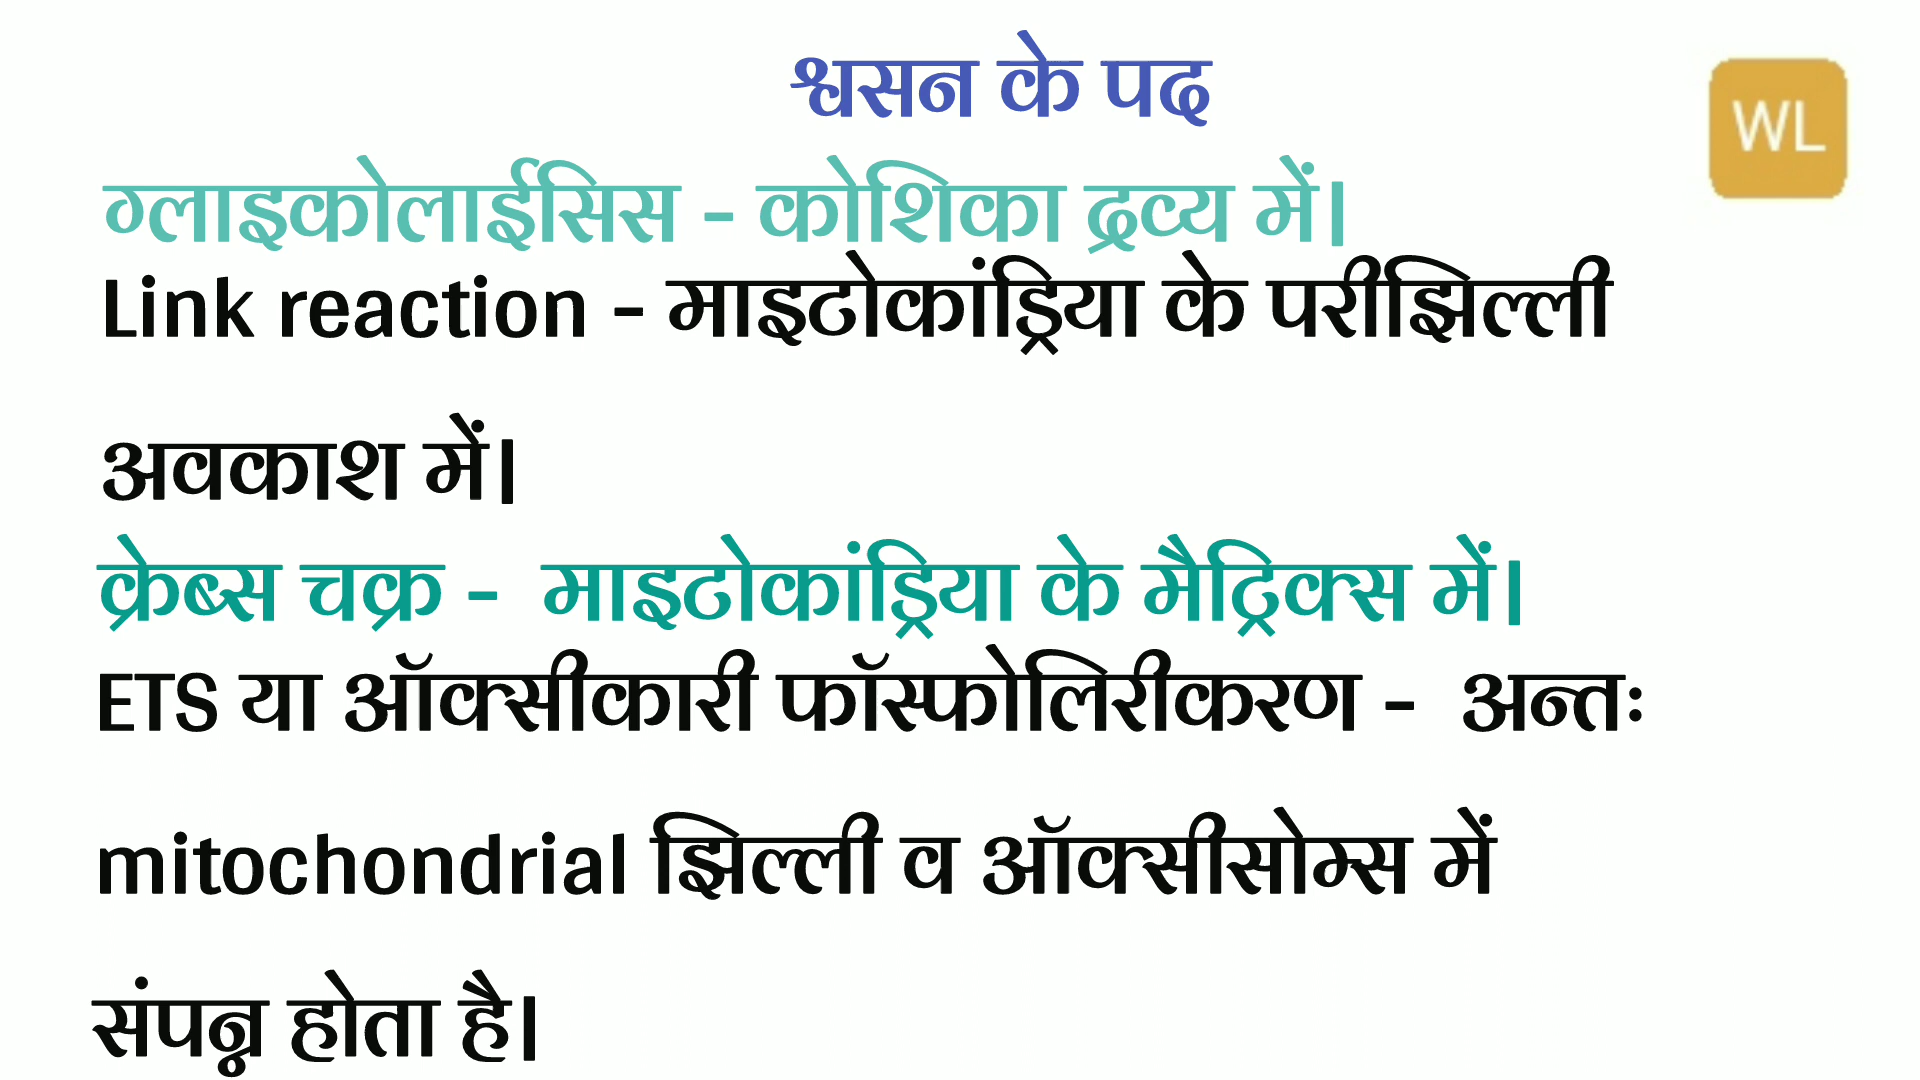 श्वसन के पद
WL
ग्लाइकोलाईसिस - कोशिका द्रव्य में।
Link reaction - माइटोकांड्रिया के परीझिल्ली
अवकाश में।
क्रेब्स चक्र - माइटोकांड्रिया के मैट्रिक्स में।
ETS या ऑक्सीकारी फॉस्फोलिरीकरण - अन्तः
mitochondrial झिल्ली व ऑक्सीसोम्स में
संपन्न होता है।